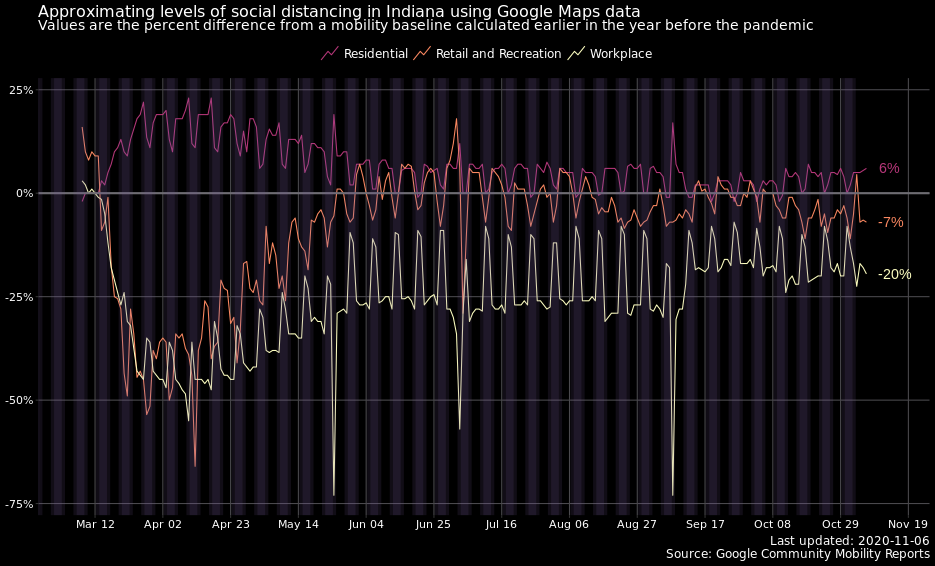 Approximating levels of social distancing in Indiana using Google Maps data
Values are the percent difference from a mobility baseline calculated earlier in the year before the pandemic
Residential Retail and Recreation Workplace
25%
0%
-25%
-50%
-75%
6%
-7%
-20%
Mar 12 Apr 02 Apr 23 May 14 Jun 04 Jun 25 Jul 16 Aug 06 Aug 27 Sep 17 Oct 08 Oct 29 Nov 19
Last updated: 2020-11-06
Source: Google Community Mobility Reports